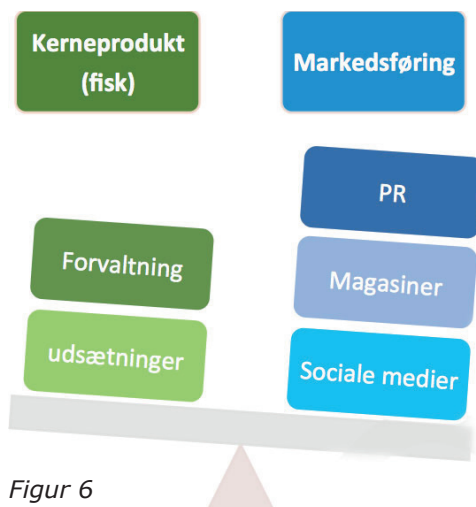 Kerneprodukt
(fisk)
Markedsføring
PR
Forvaltning
Magasiner
udsætninger
Sociale medier
Figur 6